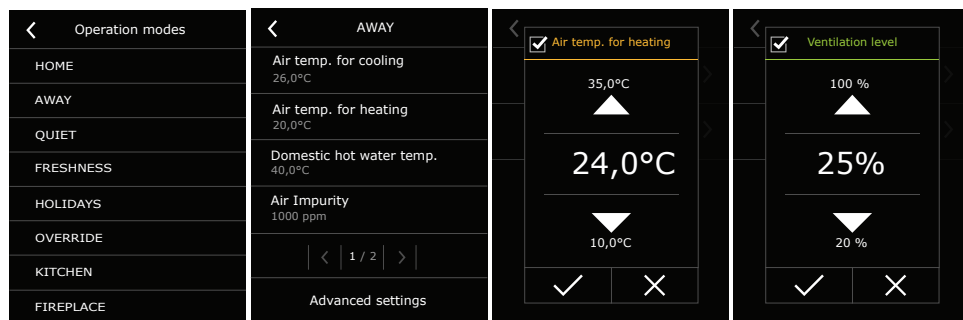 Operation modes
HOME
AWAY
QUIET
FRESHNESS
HOLIDAYS
OVERRIDE
KITCHEN
FIREPLACE
AWAY
Air temp. for cooling
26,0°C
Air temp. for heating
20,0°C
Domestic hot water temp.
40,0°C
Air Impurity
1000 ppm
1 / 2
Advanced settings
Air temp. for heating
35,0°C
24,0°C
10,0°C
Ventilation level
100 %
25%
20 %